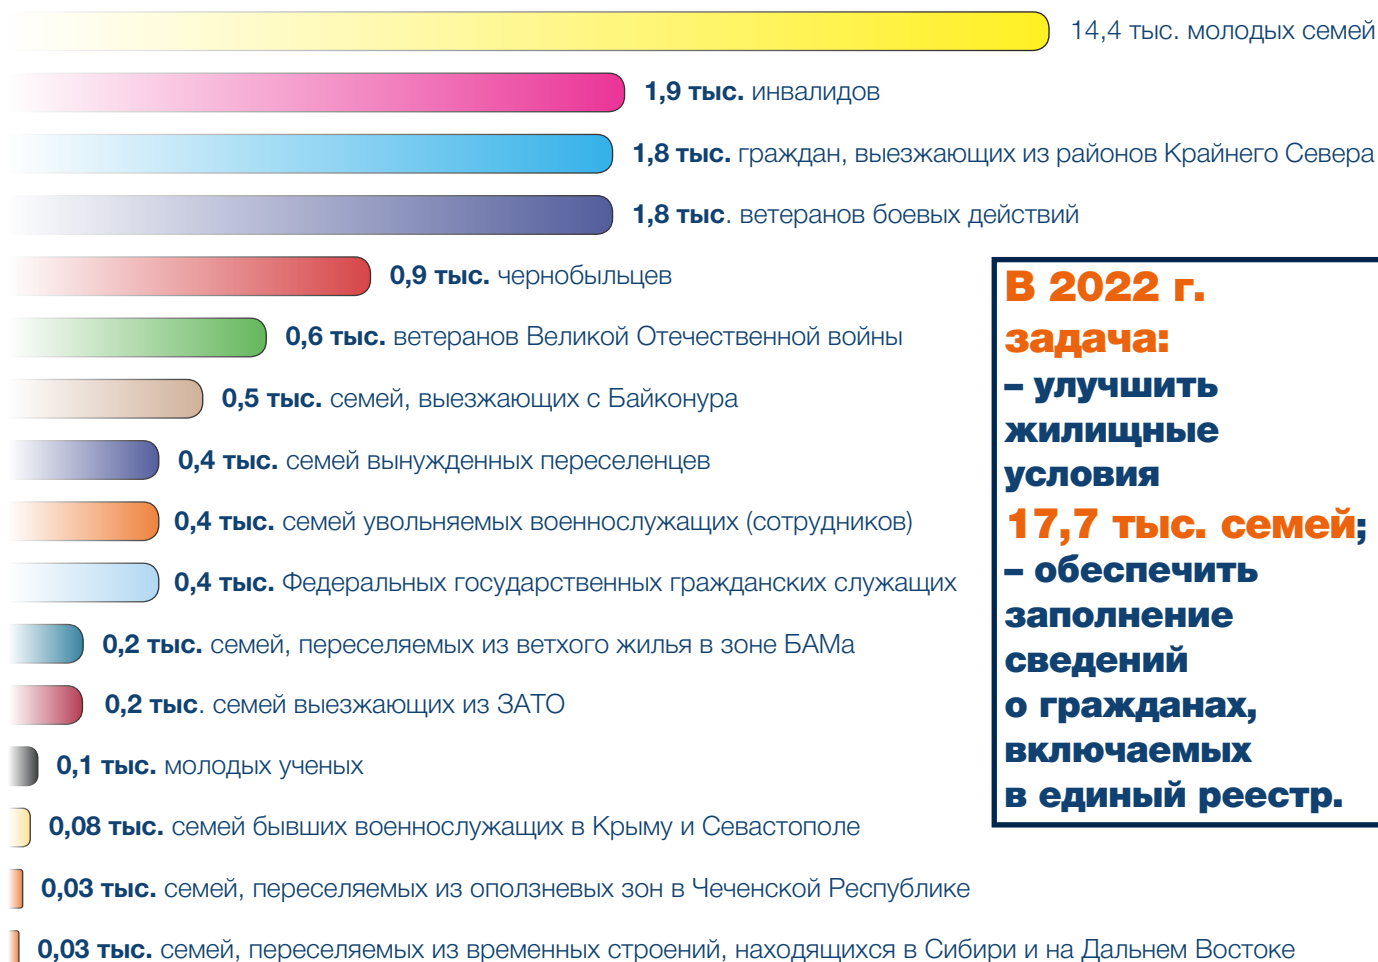 14,4 тыс. молодых семей
1,9 тыс. инвалидов
1,8 тыс. граждан, выезжающих из районов Крайнего Севера
1,8 тыс. ветеранов боевых действий
0,9 тыс. чернобыльцев
0,6 тыс. ветеранов Великой Отечественной войны
0,5 тыс. семей, выезжающих с Байконура
0,4 тыс. семей вынужденных переселенцев
0,4 тыс. семей увольняемых военнослужащих (сотрудников)
0,4 тыс. Федеральных государственных гражданских служащих
0,2 тыс. семей, переселяемых из ветхого жилья в зоне БАМа
0,2 тыс. семей выезжающих из ЗАТО
0,1 тыс. молодых ученых
0,08 тыс. семей бывших военнослужащих в Крыму и Севастополе
0,03 тыс. семей, переселяемых из оползневых зон в Чеченской Республике
0,03 тыс. семей, переселяемых из временных строений, находящихся в Сибири и на Дальнем Востоке
В 2022 г.
задача:
– улучшить
жилищные
условия
17,7 тыс. семей;
– обеспечить
заполнение
сведений
о гражданах,
включаемых
в единый реестр.